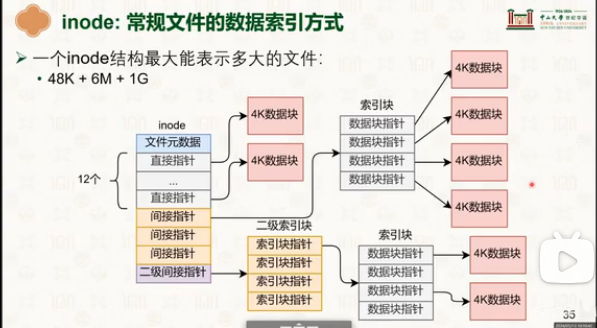 inode: 常规文件的数据索引方式
中山大学
一个inode结构最大能表示多大的文件:
48K + 6M + 1G
inode
文件元数据
直接指针
...
直接指针
12个
间接指针
间接指针
间接指针
二级间接指针
4K数据块
4K数据块
索引块
数据块指针
数据块指针
数据块指针
数据块指针
4K数据块
4K数据块
4K数据块
4K数据块
二级索引块
索引块指针
索引块指针
索引块指针
索引块指针
索引块
数据块指针
数据块指针
数据块指针
数据块指针
4K数据块
4K数据块
35